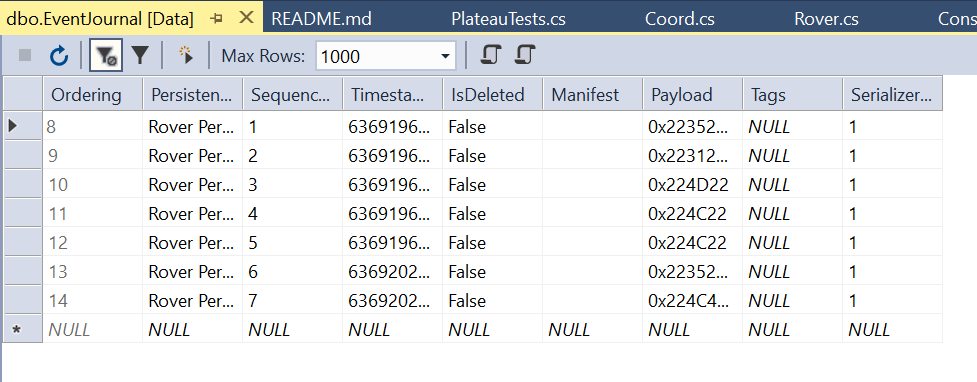 dbo.EventJournal [Data] README.md PlateauTests.cs Coord.cs Rover.cs Cons
Max Rows: 1000
Ordering Persisten... Sequenc... Timesta... IsDeleted Manifest Payload Tags Serializer...
8 Rover Per... 1 6369196... False 0x22352... NULL 1
9 Rover Per... 2 6369196... False 0x22312... NULL 1
10 Rover Per... 3 6369196... False 0x224D22 NULL 1
11 Rover Per... 4 6369196... False 0x224C22 NULL 1
12 Rover Per... 5 6369196... False 0x224C22 NULL 1
13 Rover Per... 6 6369202... False 0x22352... NULL 1
14 Rover Per... 7 6369202... False 0x224C4... NULL 1
NULL NULL NULL NULL NULL NULL NULL NULL NULL